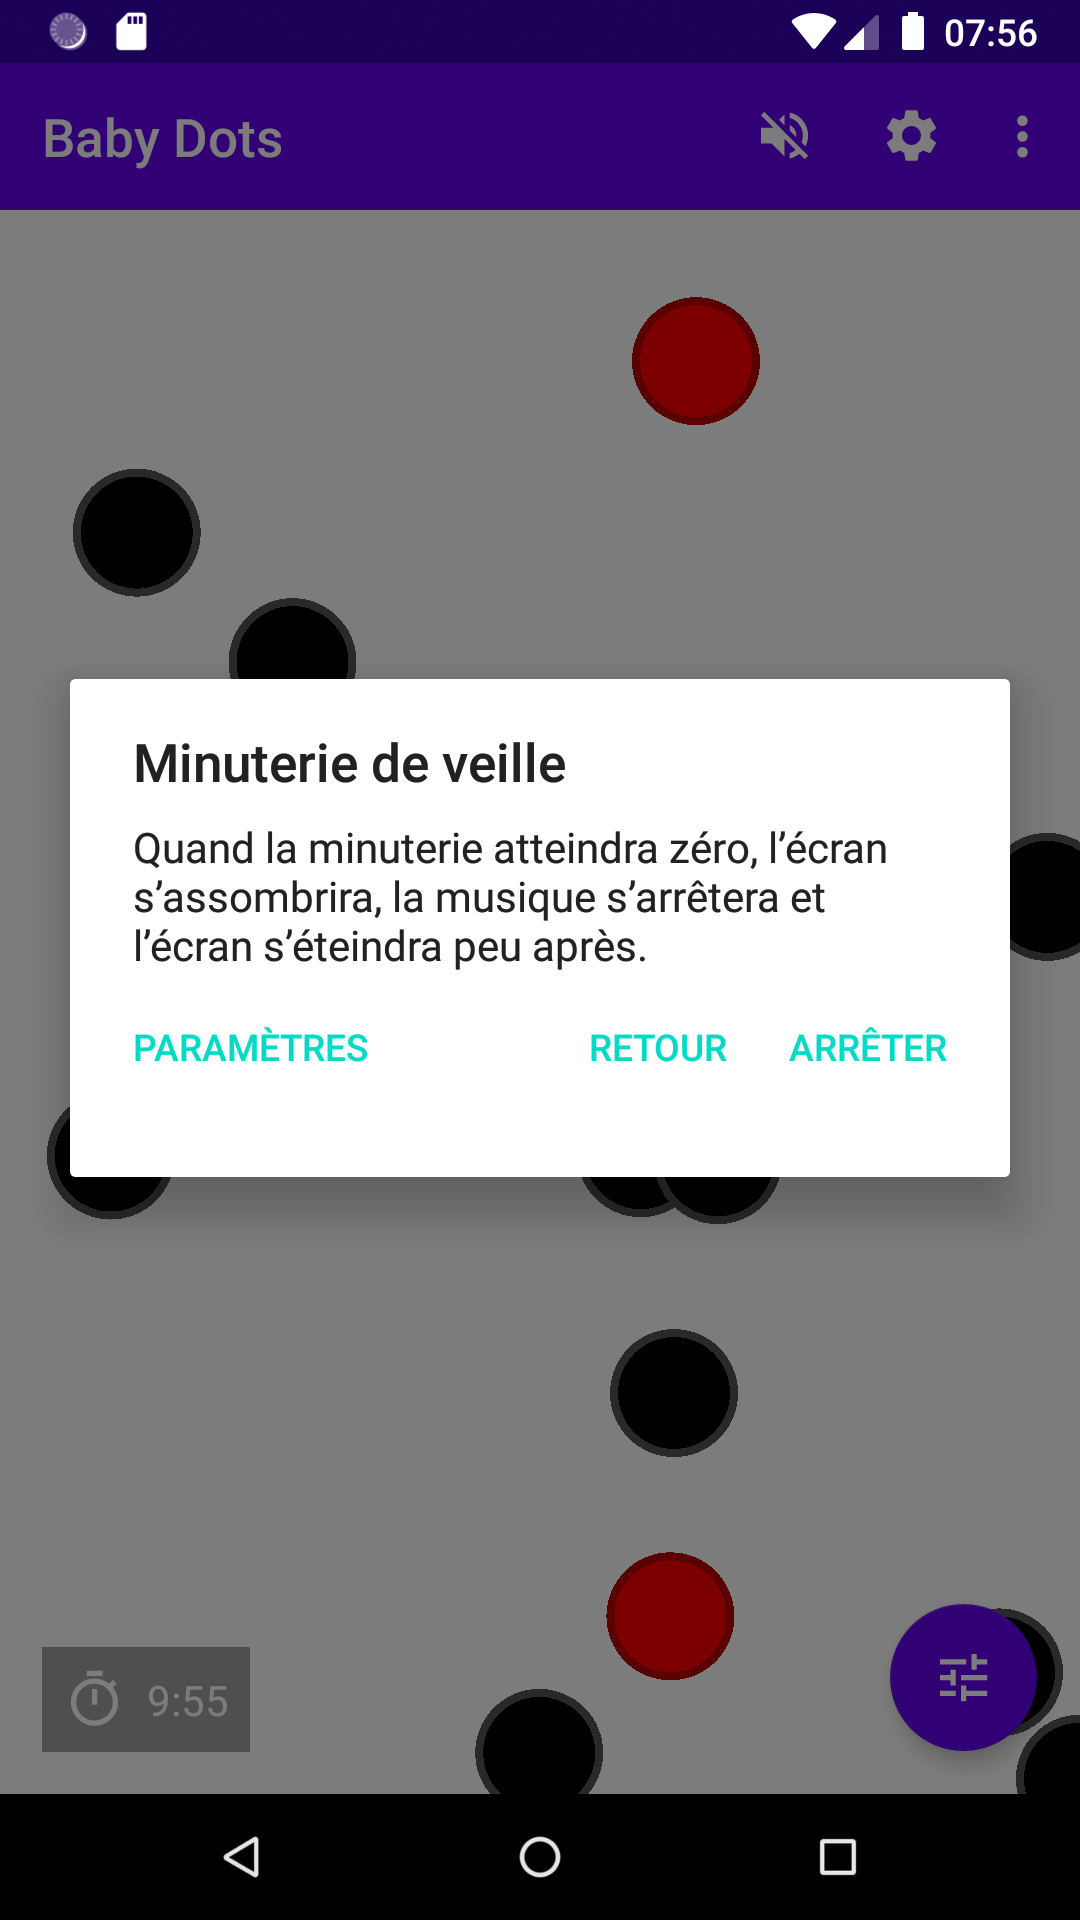 07:56
Baby Dots
Minuterie de veille
Quand la minuterie atteindra zéro, l’écran
s’assombrira, la musique s’arrêtera et
l’écran s’éteindra peu après.
PARAMÈTRES RETOUR ARRÊTER
9:55